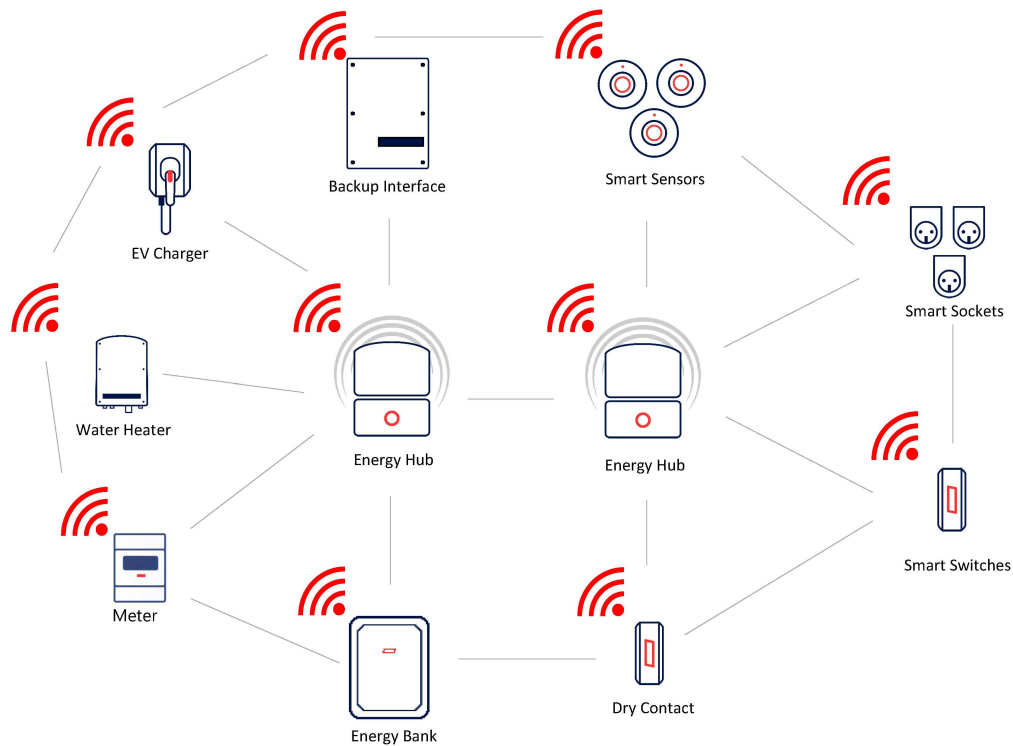 Backup Interface
Smart Sensors
EV Charger
Smart Sockets
Water Heater
Energy Hub
Energy Hub
Smart Switches
Meter
Dry Contact
Energy Bank